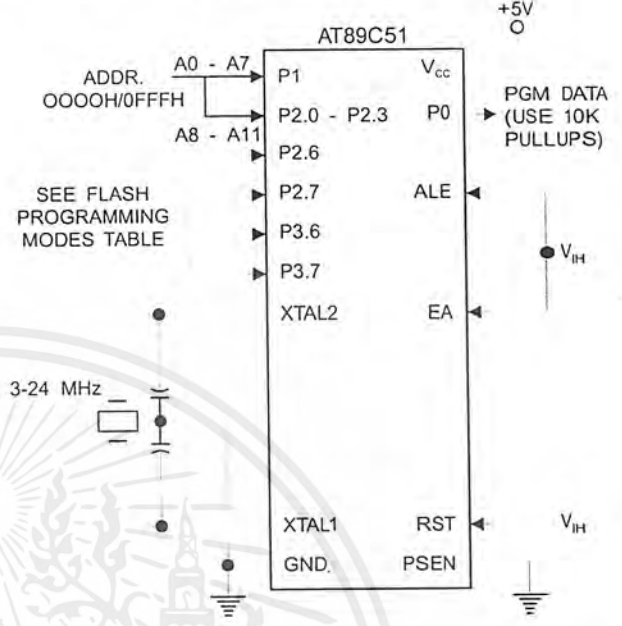 +5V
AT89C51
A0 - A7
ADDR.
OOOOH/0FFFH
P1
Vcc
P2.0 - P2.3
P0
PGM DATA
(USE 10K
PULLUPS)
A8 - A11
P2.6
SEE FLASH
PROGRAMMING
MODES TABLE
P2.7
ALE
P3.6
VIH
P3.7
XTAL2
EA
3-24 MHz
XTAL1
RST
VIH
GND.
PSEN